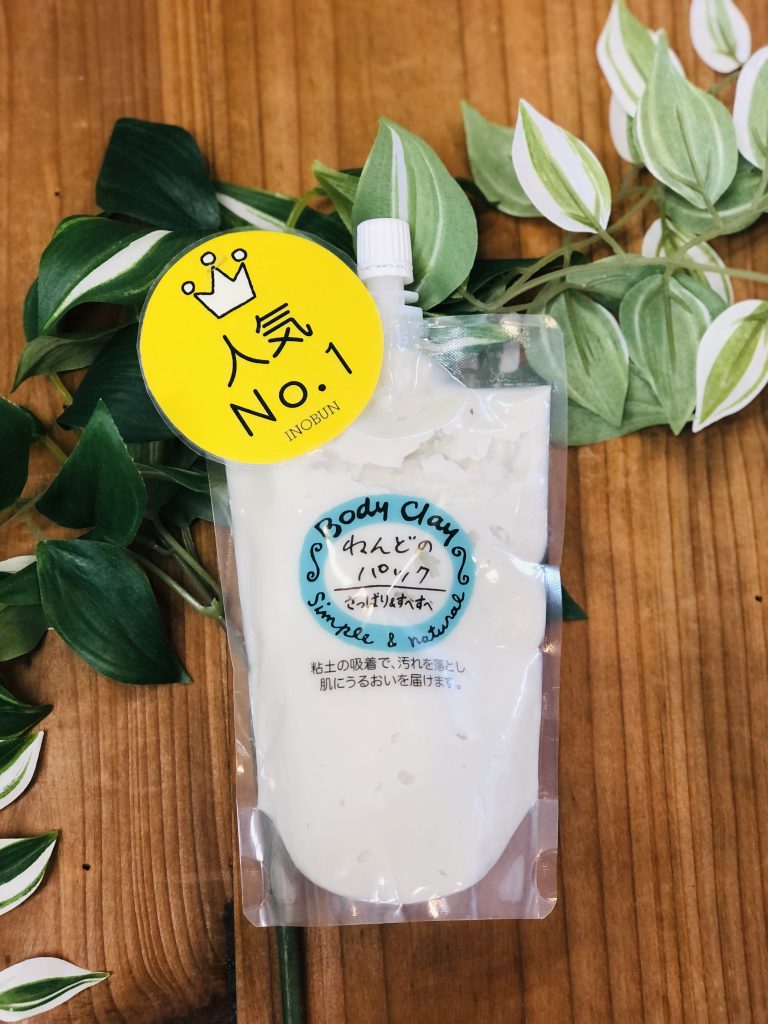 人気
No.1
INOBUN
Body Clay
ねんどの
パック
さっぱり&すべすべ
Simple & natural
粘土の吸着で、汚れを落とし
肌にうるおいを届けます。